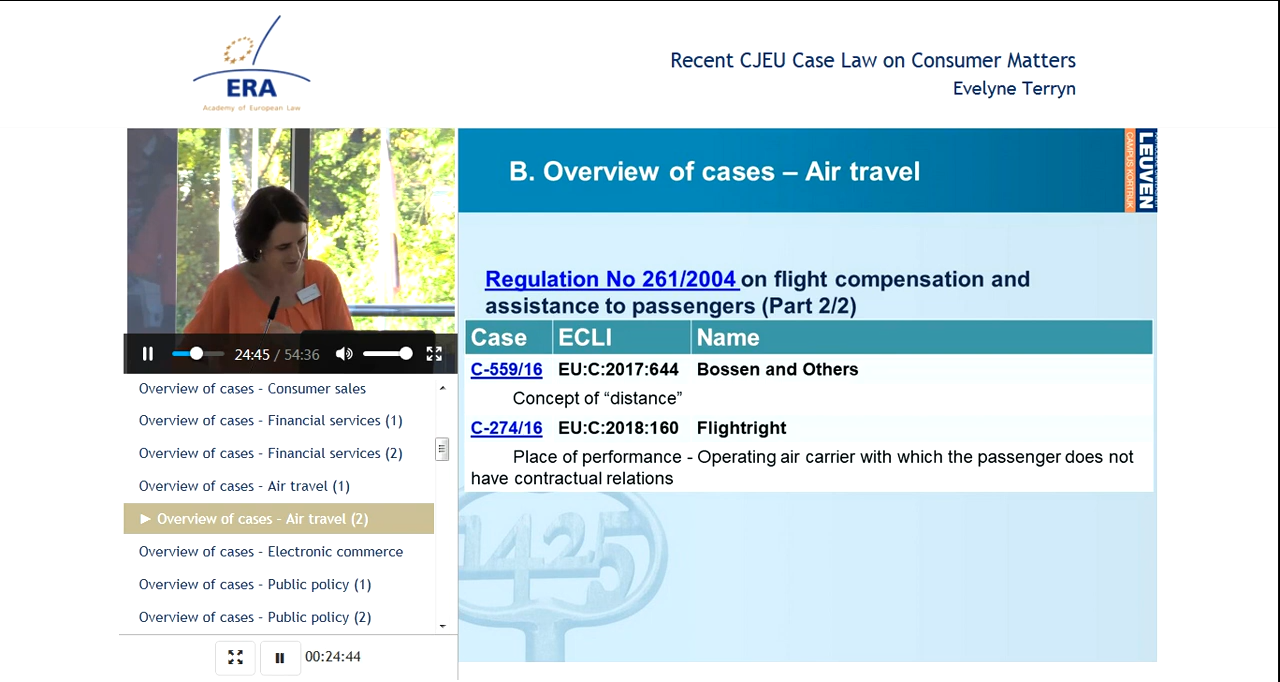 ERA
Academy of European Law
Recent CJEU Case Law on Consumer Matters
Evelyne Terryn
24:45 / 54:36
Overview of cases - Consumer sales
Overview of cases - Financial services (1)
Overview of cases - Financial services (2)
Overview of cases - Air travel (1)
► Overview of cases - Air travel (2)
Overview of cases - Electronic commerce
Overview of cases - Public policy (1)
Overview of cases - Public policy (2)
00:24:44
B. Overview of cases – Air travel
LEUVEN
CAMPUS KORTRIJK
Regulation No 261/2004 on flight compensation and
assistance to passengers (Part 2/2)
Case ECLI Name
C-559/16 EU:C:2017:644 Bossen and Others
Concept of “distance”
C-274/16 EU:C:2018:160 Flightright
Place of performance - Operating air carrier with which the passenger does not
have contractual relations
1425